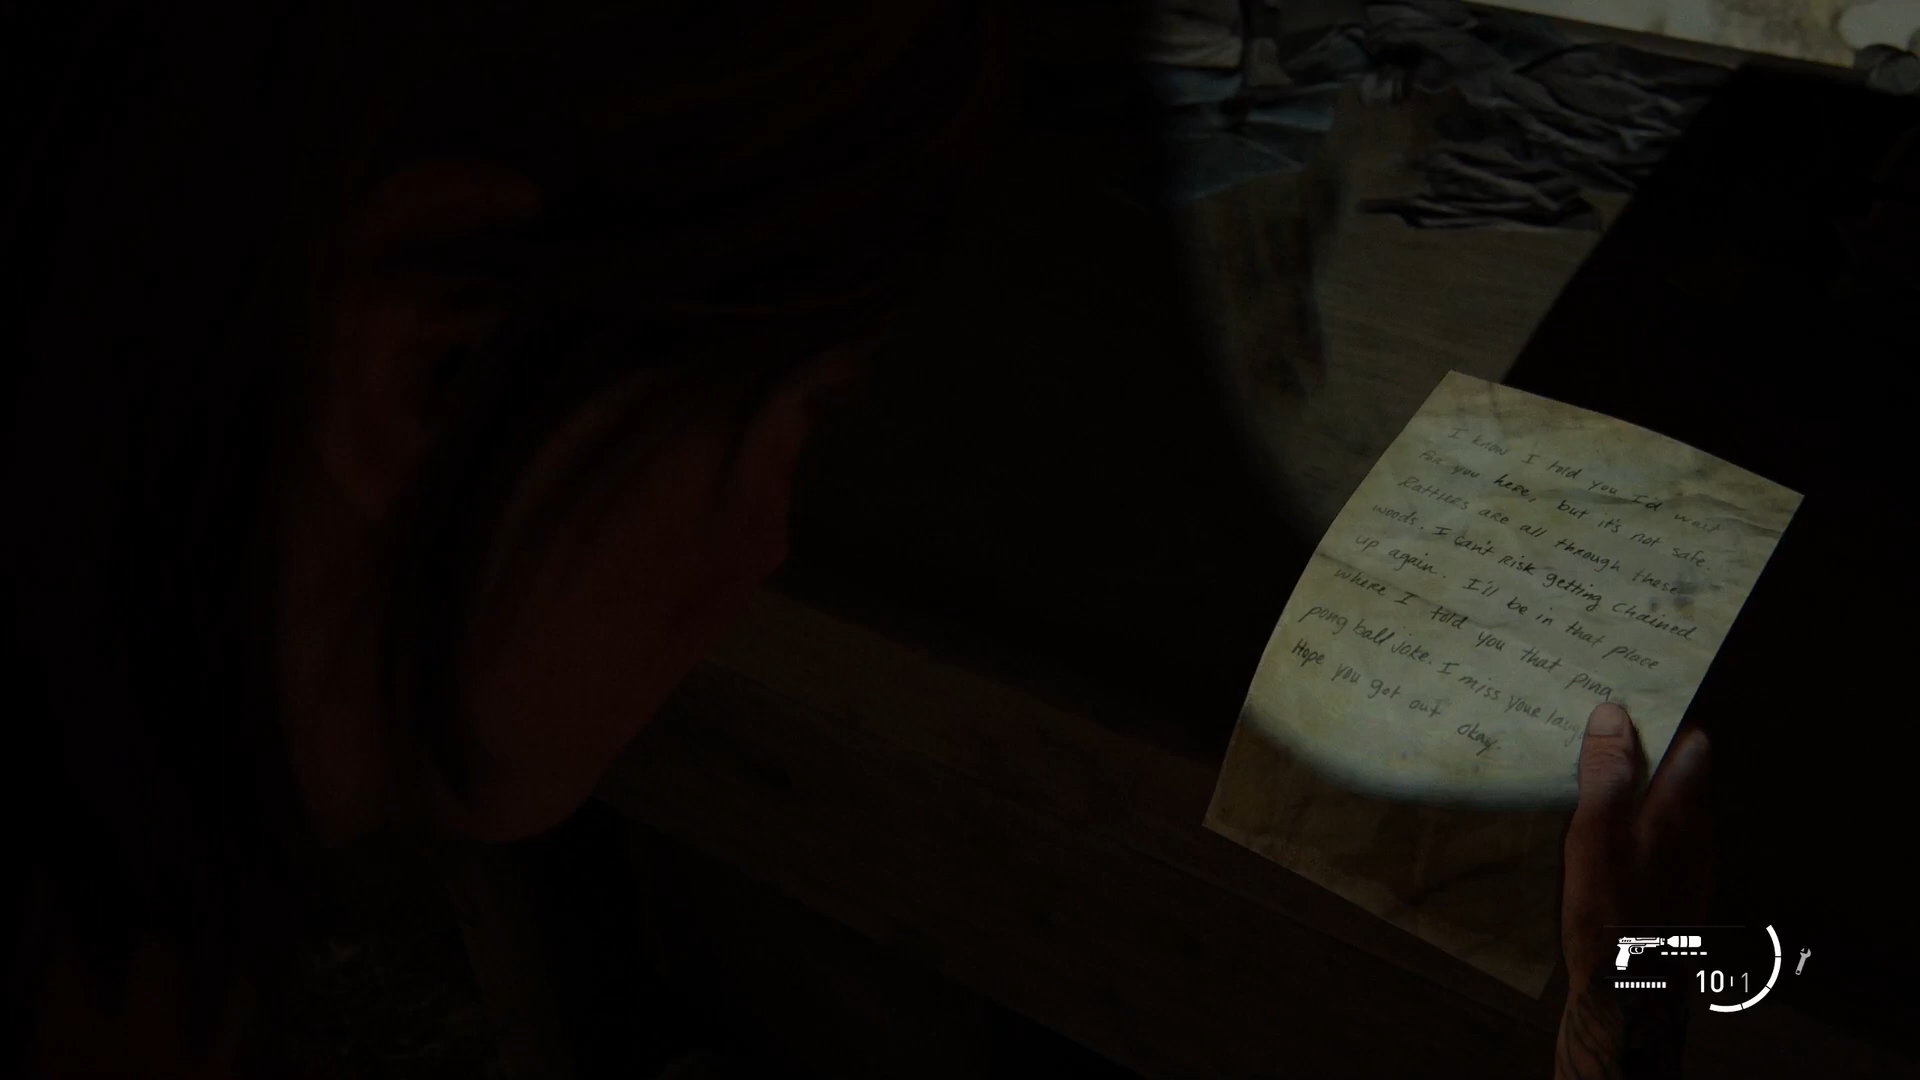 I know I told you I'd wait
for you here, but it's not safe.
Rattlers are all through these
woods. I can't risk getting chained
up again. I'll be in that place
where I told you that ping
pong ball joke. I miss your
Hope you got out okay.
10 1